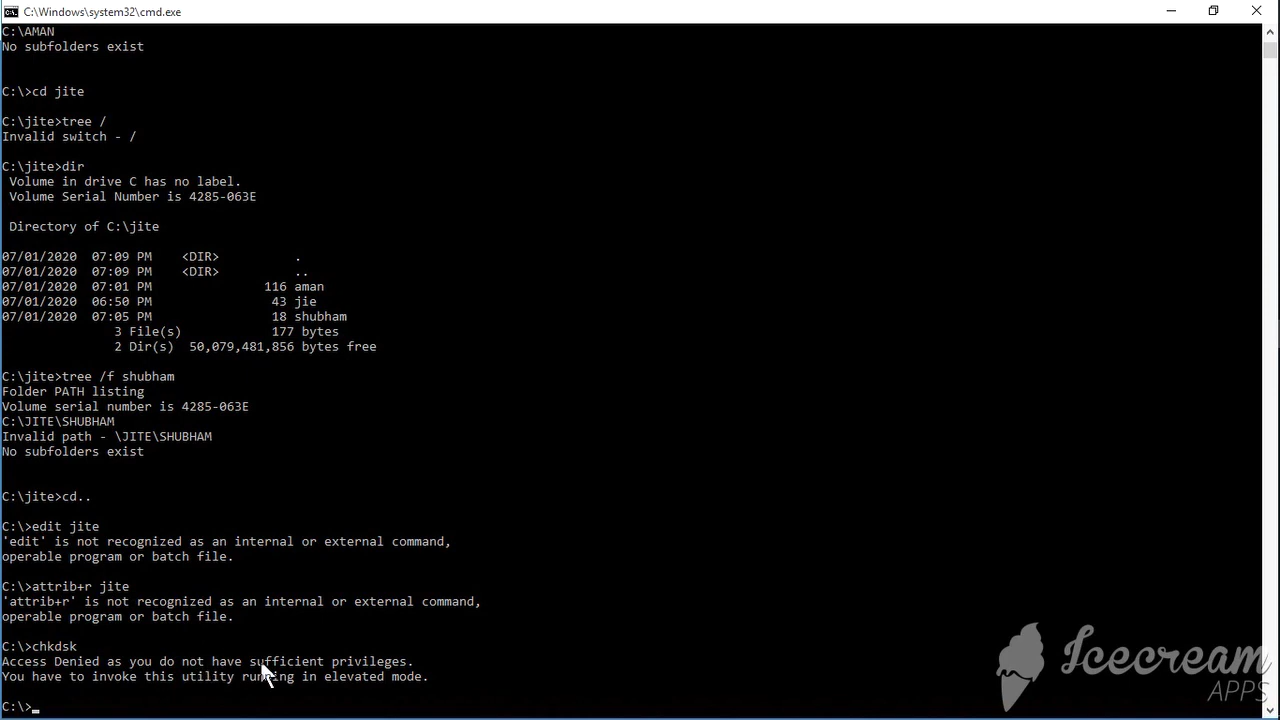 C:\Windows\system32\cmd.exe
C:\AMAN
No subfolders exist
C:\>cd jite
C:\jite>tree /
Invalid switch - /
C:\jite>dir
Volume in drive C has no label.
Volume Serial Number is 4285-063E
Directory of C:\jite
07/01/2020  07:09 PM    <DIR>          .
07/01/2020  07:09 PM    <DIR>          ..
07/01/2020  07:01 PM               116 aman
07/01/2020  06:50 PM                43 jie
07/01/2020  07:05 PM                18 shubham
3 File(s)            177 bytes
2 Dir(s)  50,079,481,856 bytes free
C:\jite>tree /f shubham
Folder PATH listing
Volume serial number is 4285-063E
C:\JITE\SHUBHAM
Invalid path - \JITE\SHUBHAM
No subfolders exist
C:\jite>cd..
C:\>edit jite
'edit' is not recognized as an internal or external command,
operable program or batch file.
C:\>attrib+r jite
'attrib+r' is not recognized as an internal or external command,
operable program or batch file.
C:\>chkdsk
Access Denied as you do not have sufficient privileges.
You have to invoke this utility running in elevated mode.
C:\>_
Icecream
APPS